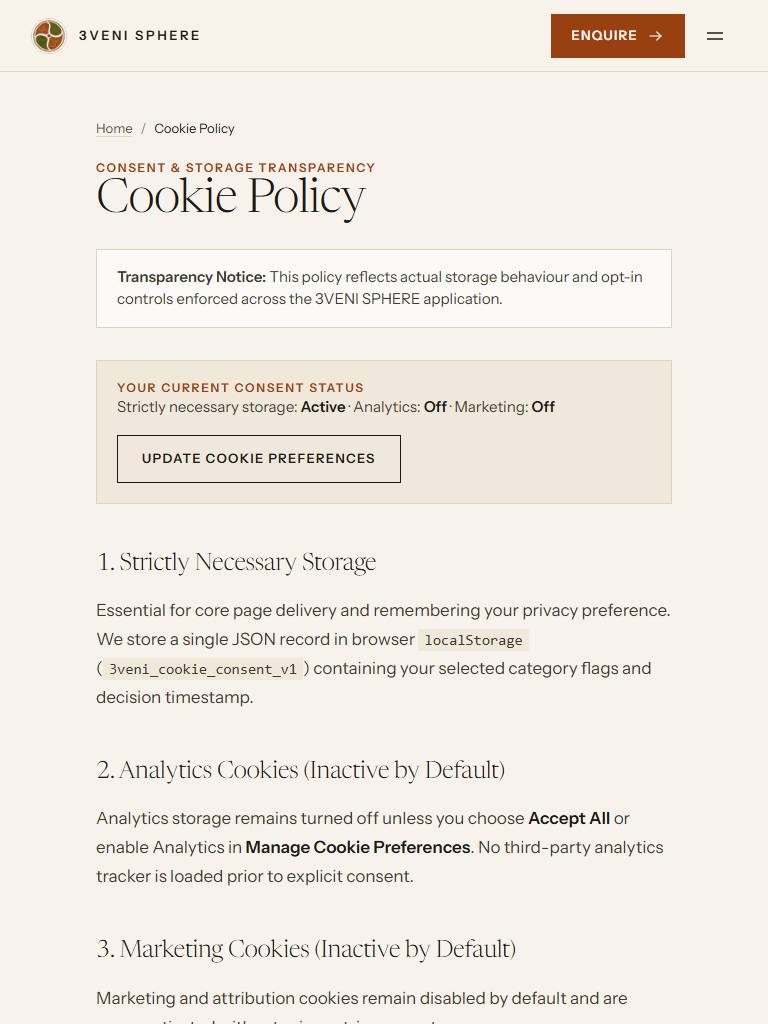 3VENI SPHERE
ENQUIRE →
Home / Cookie Policy
CONSENT & STORAGE TRANSPARENCY
Cookie Policy
Transparency Notice: This policy reflects actual storage behaviour and opt-in
controls enforced across the 3VENI SPHERE application.
YOUR CURRENT CONSENT STATUS
Strictly necessary storage: Active · Analytics: Off · Marketing: Off
UPDATE COOKIE PREFERENCES
1. Strictly Necessary Storage
Essential for core page delivery and remembering your privacy preference.
We store a single JSON record in browser localStorage
(3veni_cookie_consent_v1) containing your selected category flags and
decision timestamp.
2. Analytics Cookies (Inactive by Default)
Analytics storage remains turned off unless you choose Accept All or
enable Analytics in Manage Cookie Preferences. No third-party analytics
tracker is loaded prior to explicit consent.
3. Marketing Cookies (Inactive by Default)
Marketing and attribution cookies remain disabled by default and are